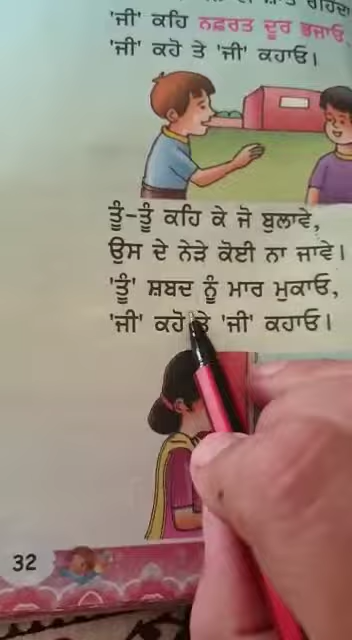 'ਜੀ' ਕਹਿ ਨਫ਼ਰਤ ਦੂਰ ਭਜਾਓ,
'ਜੀ' ਕਹੋ ਤੇ 'ਜੀ' ਕਹਾਓ।
ਤੂੰ-ਤੂੰ ਕਹਿ ਕੇ ਜੋ ਬੁਲਾਵੇ,
ਉਸ ਦੇ ਨੇੜੇ ਕੋਈ ਨਾ ਜਾਵੇ।
'ਤੂੰ' ਸ਼ਬਦ ਨੂੰ ਮਾਰ ਮੁਕਾਓ,
'ਜੀ' ਕਹੋ ਤੇ 'ਜੀ' ਕਹਾਓ।
32